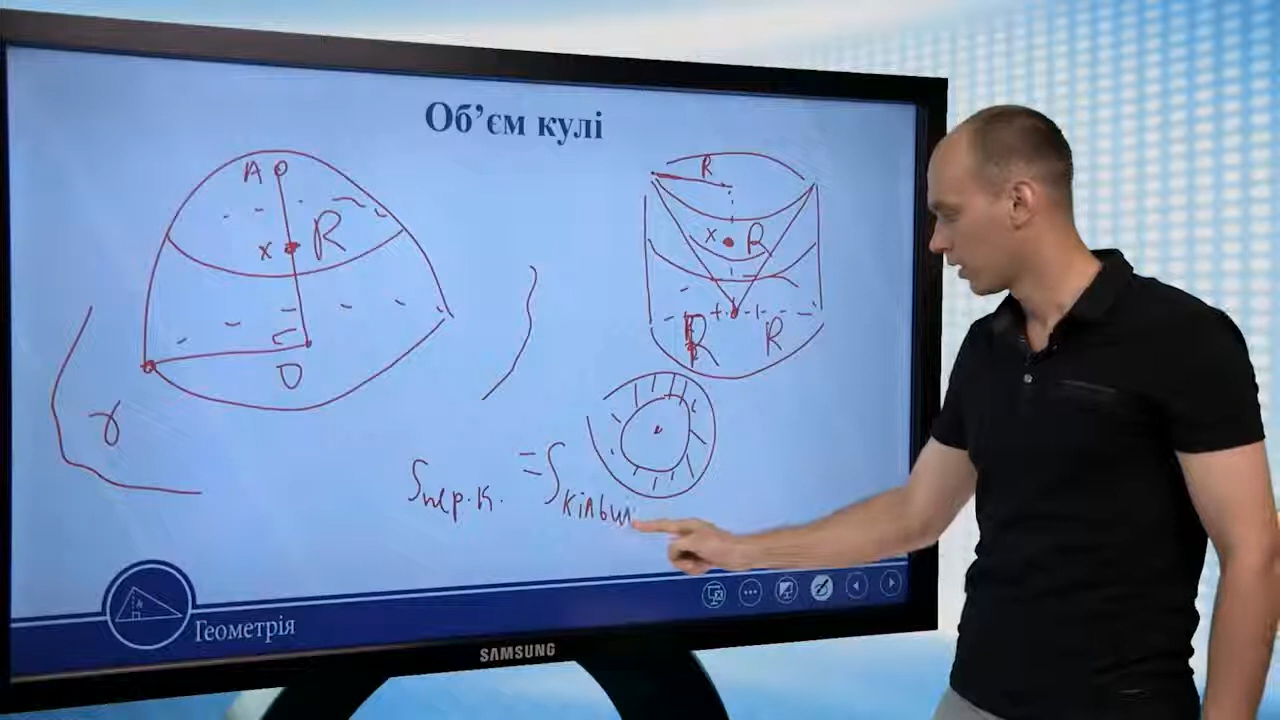 Об’єм кулі
A
R
x
R
x
R
O
R
R
γ
Sпер.к. = Sкільц
Геометрія
SAMSUNG